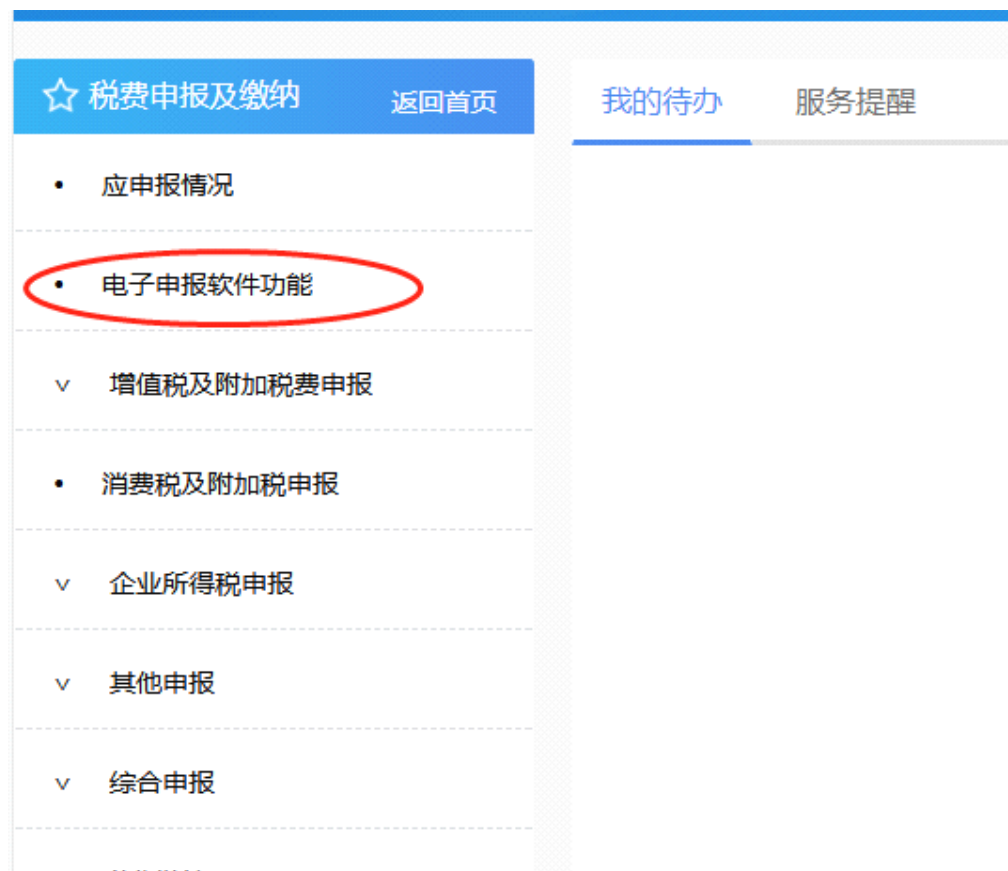 税费申报及缴纳 返回首页
我的待办 服务提醒
应申报情况
电子申报软件功能
增值税及附加税费申报
消费税及附加税申报
企业所得税申报
其他申报
综合申报